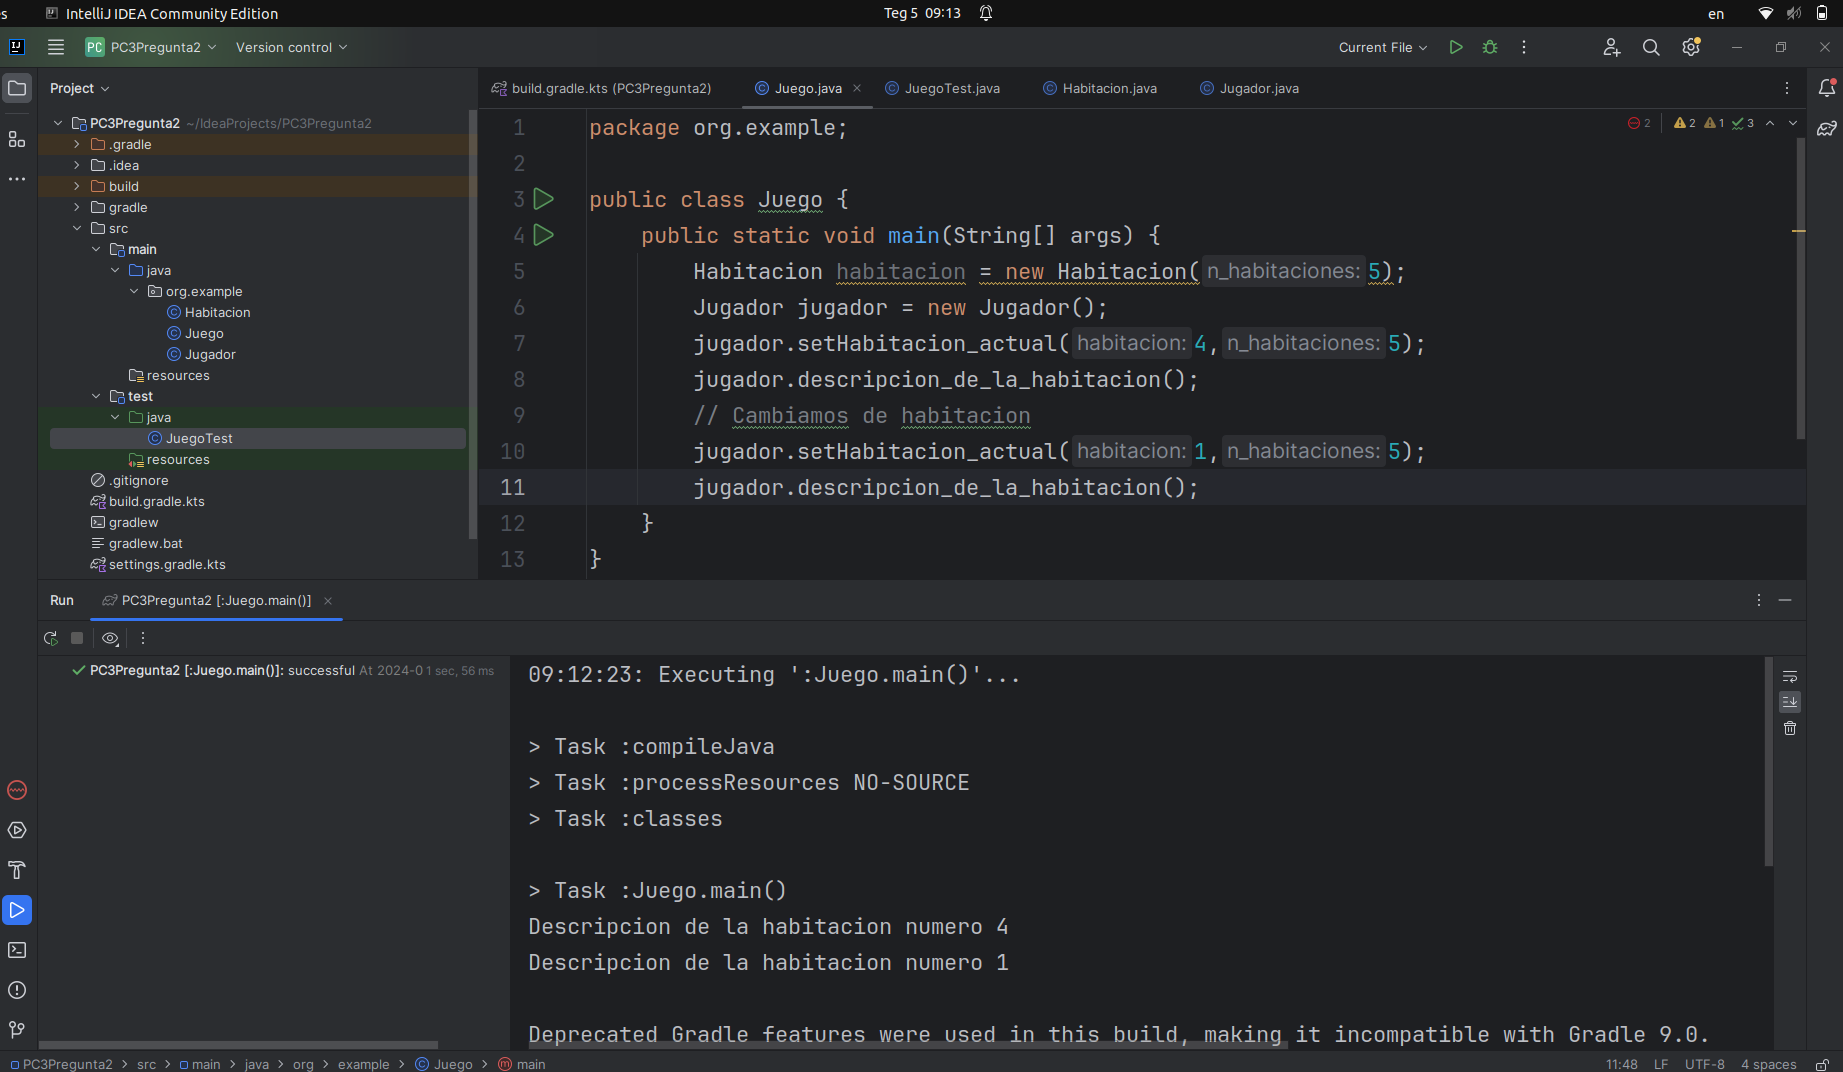 s IntelliJ IDEA Community Edition Teg 5 09:13 en
PC PC3Pregunta2 Version control Current File
Project
build.gradle.kts (PC3Pregunta2) Juego.java JuegoTest.java Habitacion.java Jugador.java
PC3Pregunta2 ~/IdeaProjects/PC3Pregunta2
.gradle
.idea
build
gradle
src
main
java
org.example
Habitacion
Juego
Jugador
resources
test
java
JuegoTest
resources
.gitignore
build.gradle.kts
gradlew
gradlew.bat
settings.gradle.kts
2 2 1 3
1 package org.example;
2
3 public class Juego {
4 public static void main(String[] args) {
5 Habitacion habitacion = new Habitacion( n_habitaciones: 5);
6 Jugador jugador = new Jugador();
7 jugador.setHabitacion_actual( habitacion: 4, n_habitaciones: 5);
8 jugador.descripcion_de_la_habitacion();
9 // Cambiamos de habitacion
10 jugador.setHabitacion_actual( habitacion: 1, n_habitaciones: 5);
11 jugador.descripcion_de_la_habitacion();
12 }
13 }
Run PC3Pregunta2 [:Juego.main()]
PC3Pregunta2 [:Juego.main()]: successful At 2024-0 1 sec, 56 ms
09:12:23: Executing ':Juego.main()'...
> Task :compileJava
> Task :processResources NO-SOURCE
> Task :classes
> Task :Juego.main()
Descripcion de la habitacion numero 4
Descripcion de la habitacion numero 1
Deprecated Gradle features were used in this build, making it incompatible with Gradle 9.0.
PC3Pregunta2 > src > main > java > org > example > Juego > main 11:48 LF UTF-8 4 spaces